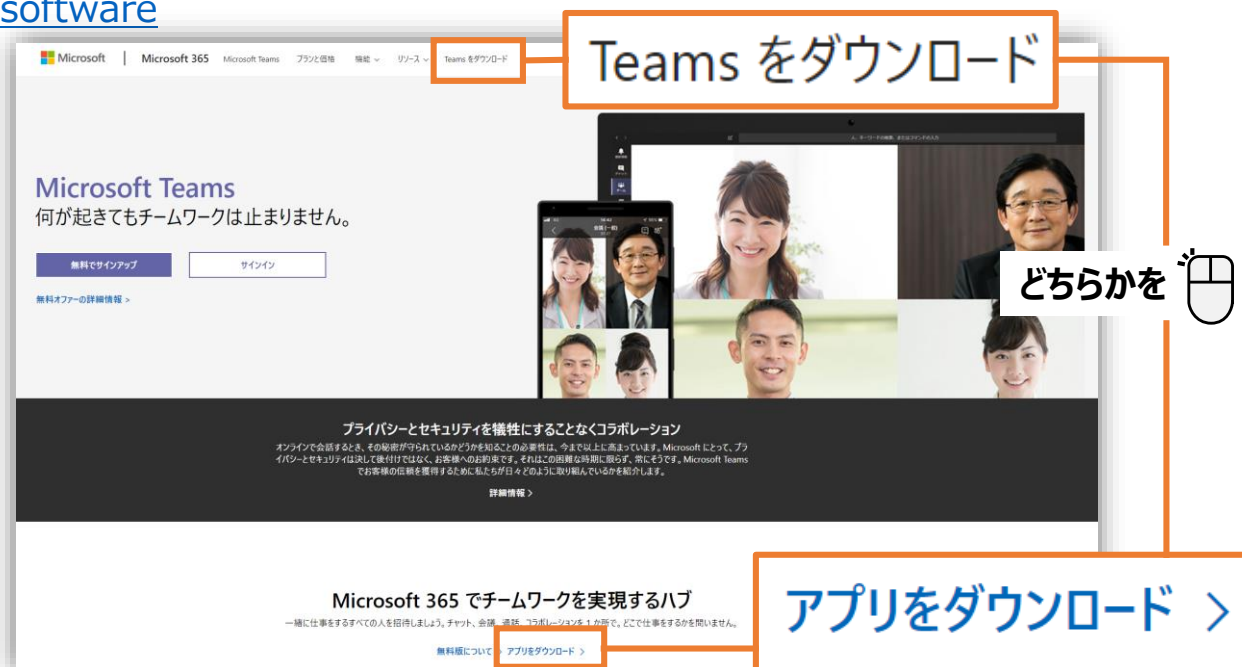 software
Microsoft | Microsoft 365 Microsoft Teams プランと価格 機能 リソース Teams をダウンロード
Teams をダウンロード
人、キーワードの検索、またはコマンドの入力
Microsoft Teams
何が起きてもチームワークは止まりません。
無料でサインアップ サインイン
無料オファーの詳細情報 >
どちらかを
プライバシーとセキュリティを犠牲にすることなくコラボレーション
オンラインで会話するとき、その秘密が守られているかどうかを知ることの必要性は、今まで以上に高まっています。Microsoft にとって、プラ
イバシーとセキュリティは決して後付けではなく、お客様へのお約束です。それはこの困難な時期に限らず、常にそうです。Microsoft Teams
でお客様の信頼を獲得するために私たちが日々どのように取り組んでいるかを紹介します。
詳細情報 >
Microsoft 365 でチームワークを実現するハブ
一緒に仕事をするすべての人を招待しましょう。チャット、会議、通話、コラボレーションを 1 か所で。どこで仕事をするかを問いません。
無料版について > アプリをダウンロード >
アプリをダウンロード >